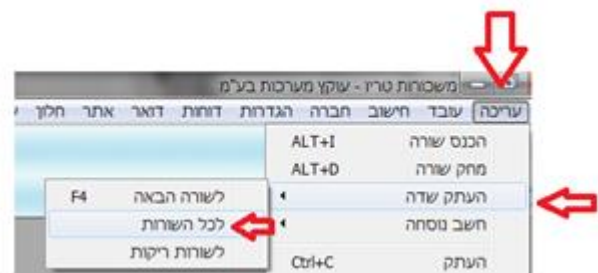 משכורות טריו - עוקץ מערכות בע"מ
עריכה עובד חישוב חברה הגדרות דוחות דואר אתר חלון
הכנס שורה ALT+I
מחק שורה ALT+D
העתק שדה
לשורה הבאה F4
לכל השורות
לשורות ריקות
חשב נוסחה
העתק Ctrl+C